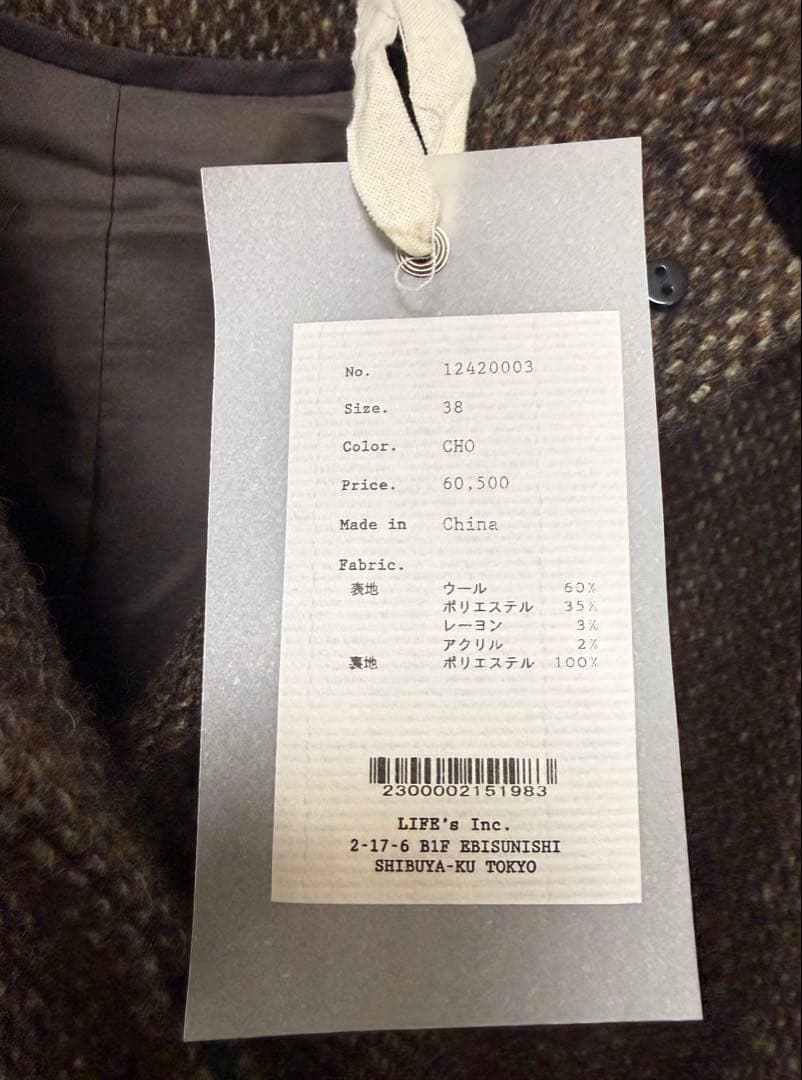 No. 12420003
Size. 38
Color. CHO
Price. 60,500
Made in China
Fabric.
表地 ウール 60%
ポリエステル 35%
レーヨン 3%
アクリル 2%
裏地 ポリエステル 100%
2300002151983
LIFE's Inc.
2-17-6 B1F EBISUNISHI
SHIBUYA-KU TOKYO